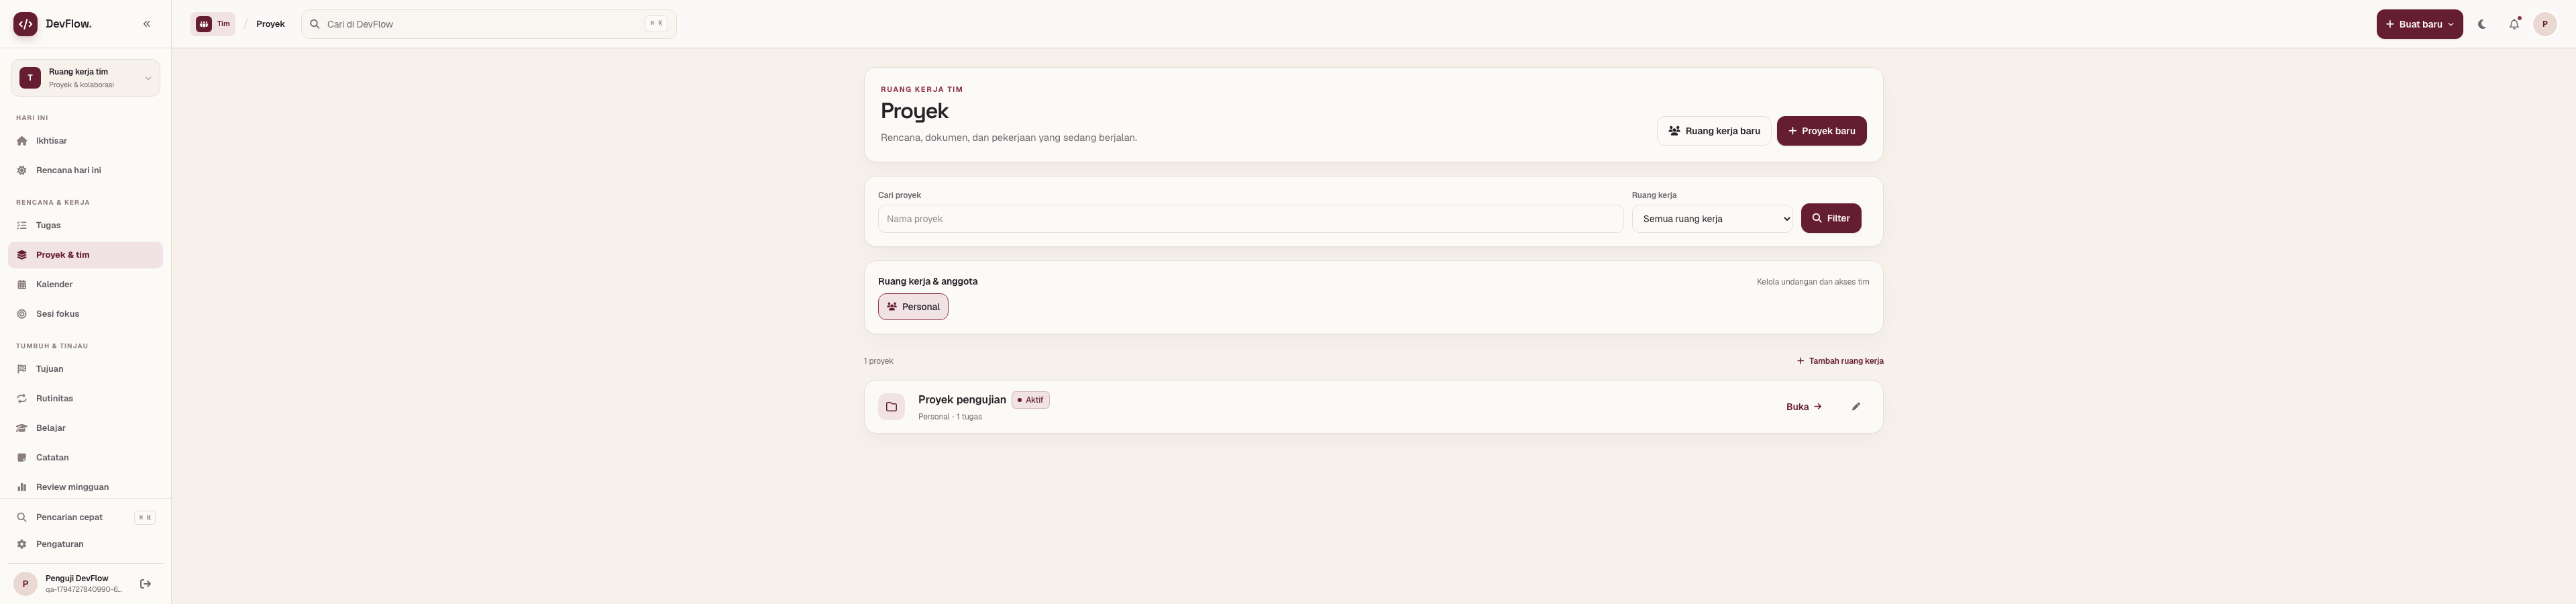 DevFlow.
Tim / Proyek
Cari di DevFlow
⌘ K
Buat baru
P
T
Ruang kerja tim
Proyek & kolaborasi
HARI INI
Ikhtisar
Rencana hari ini
RENCANA & KERJA
Tugas
Proyek & tim
Kalender
Sesi fokus
TUMBUH & TINJAU
Tujuan
Rutinitas
Belajar
Catatan
Review mingguan
Pencarian cepat
⌘ K
Pengaturan
P
Penguji DevFlow
qa-1794727840990-6...
RUANG KERJA TIM
Proyek
Rencana, dokumen, dan pekerjaan yang sedang berjalan.
Ruang kerja baru
Proyek baru
Cari proyek
Nama proyek
Ruang kerja
Semua ruang kerja
Filter
Ruang kerja & anggota
Kelola undangan dan akses tim
Personal
1 proyek
Tambah ruang kerja
Proyek pengujian
Aktif
Personal · 1 tugas
Buka